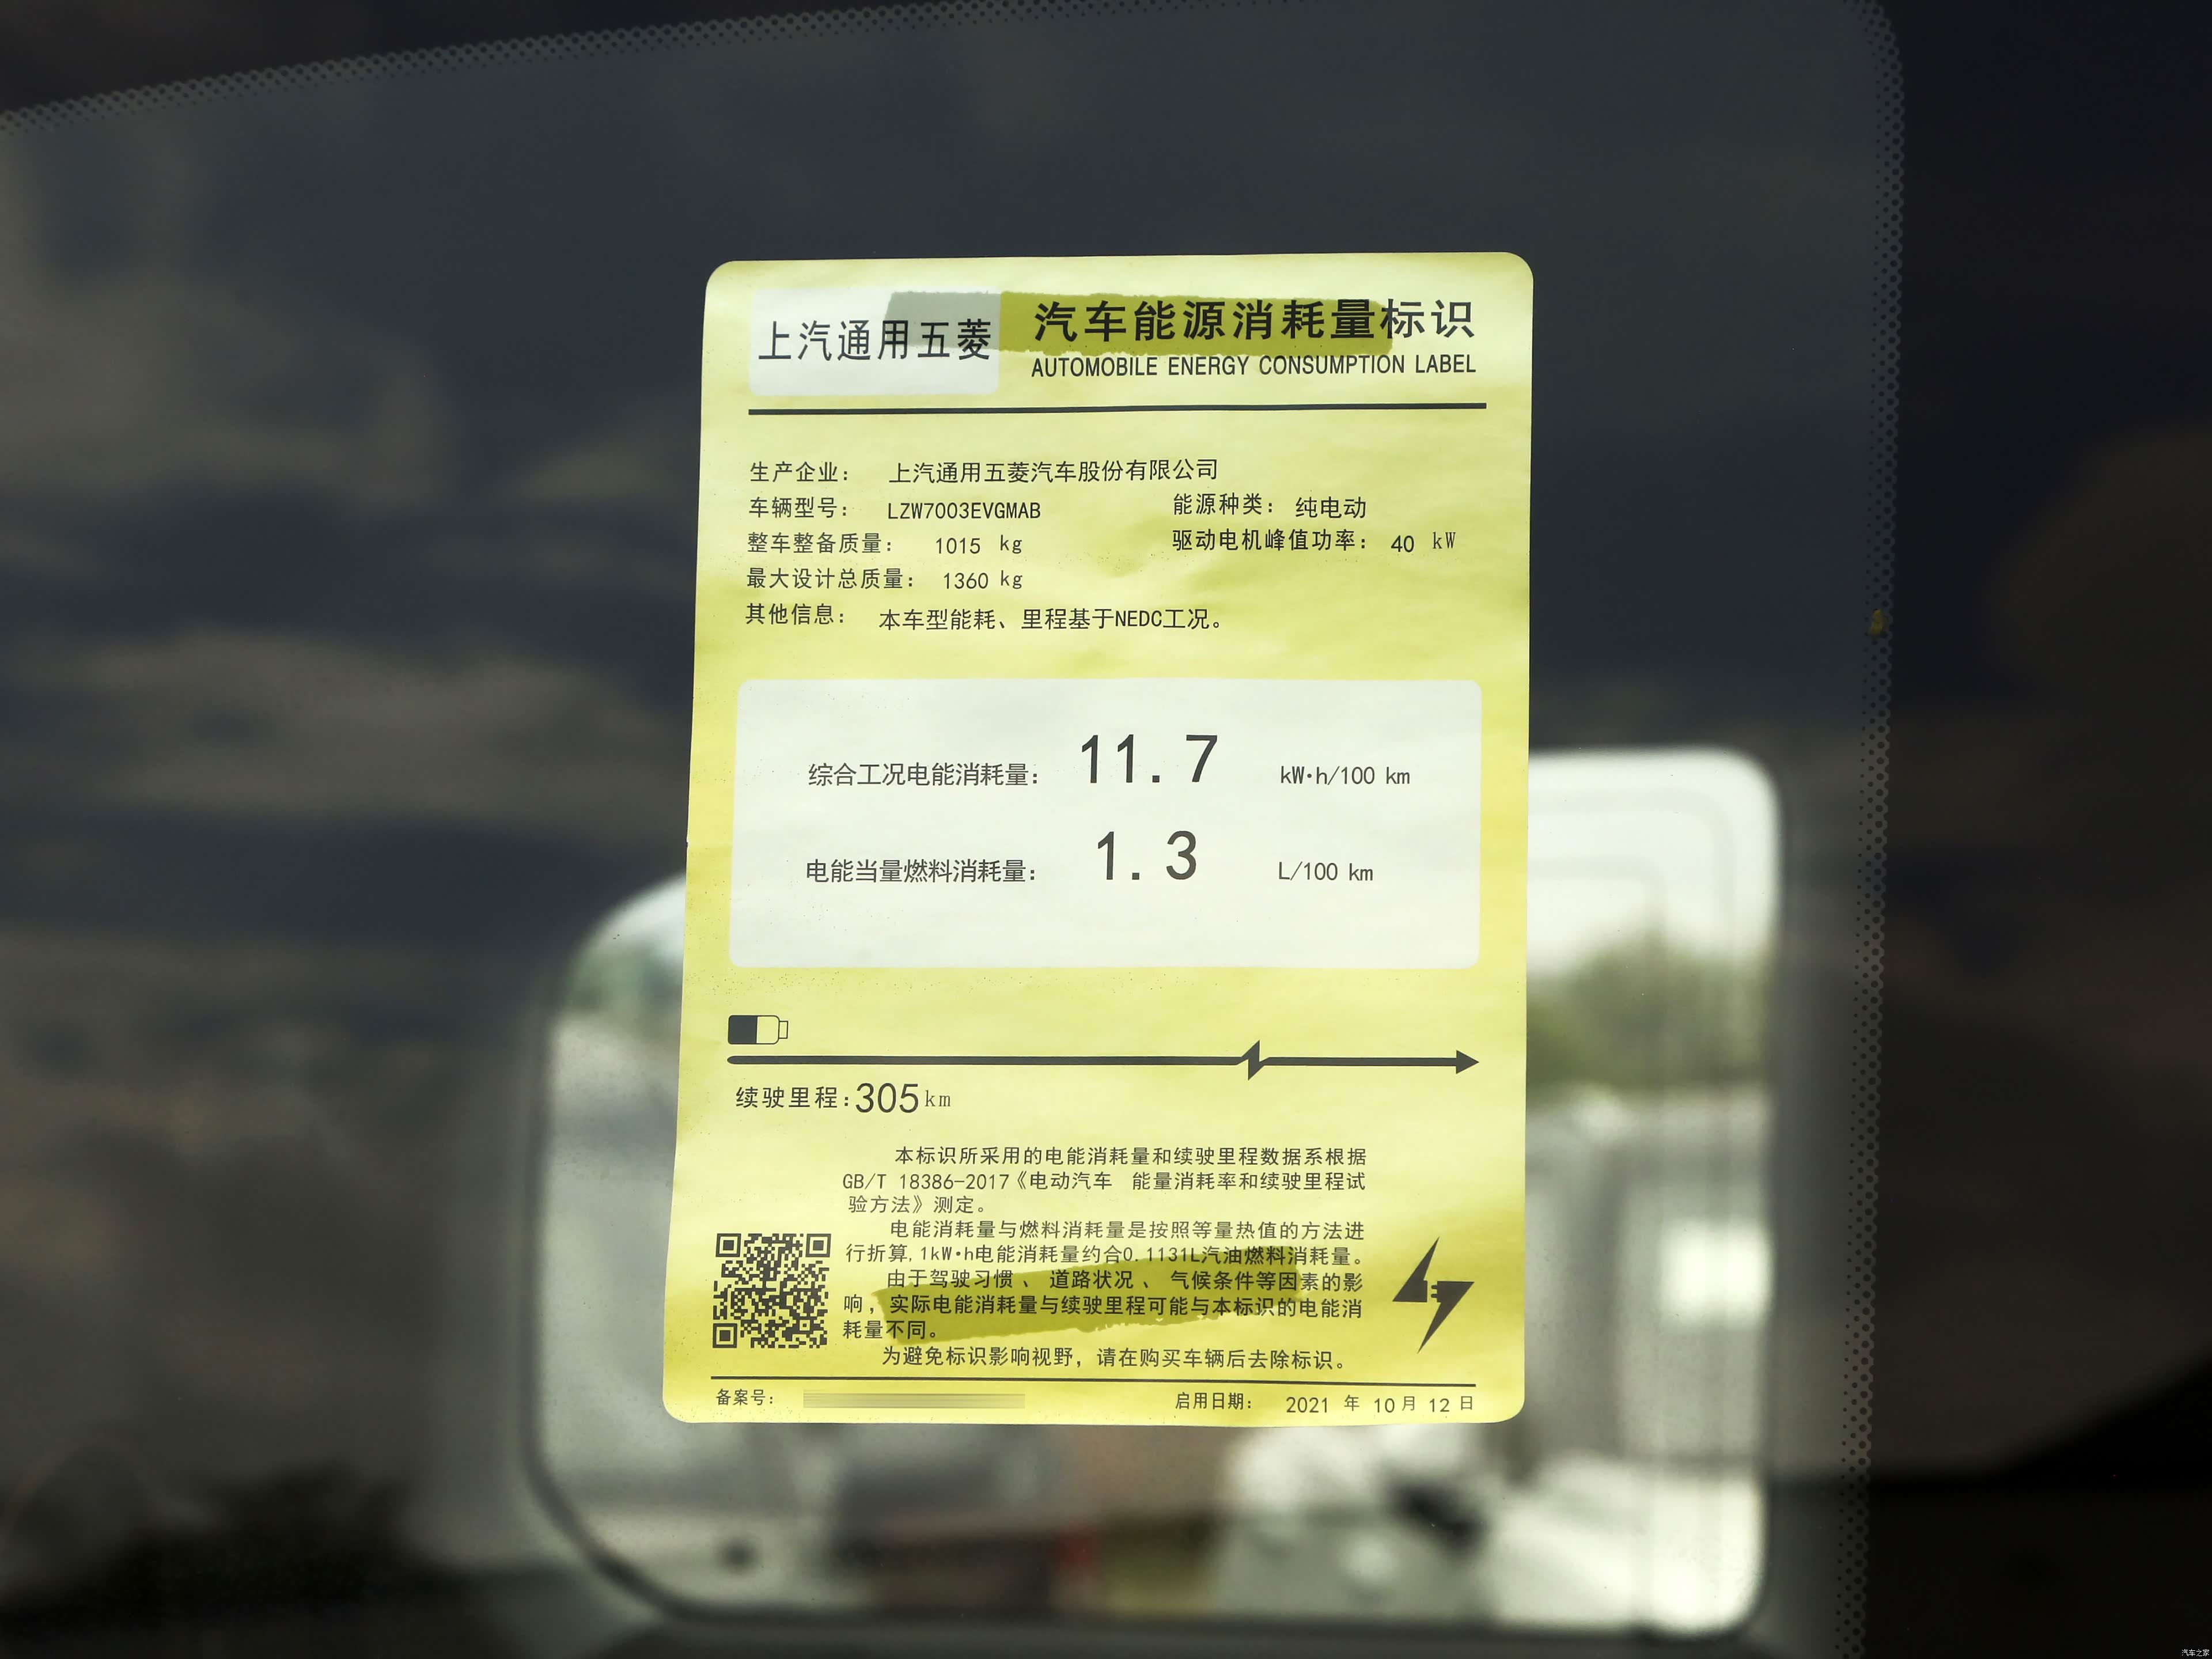 上汽通用五菱 汽车能源消耗量标识
AUTOMOBILE ENERGY CONSUMPTION LABEL
生产企业： 上汽通用五菱汽车股份有限公司
车辆型号： LZW7003EVGMAB 能源种类： 纯电动
整车整备质量： 1015 kg 驱动电机峰值功率： 40 kW
最大设计总质量： 1360 kg
其他信息： 本车型能耗、里程基于NEDC工况。
综合工况电能消耗量： 11.7 kW·h/100 km
电能当量燃料消耗量： 1.3 L/100 km
续驶里程：305km
本标识所采用的电能消耗量和续驶里程数据系根据
GB/T 18386-2017《电动汽车 能量消耗率和续驶里程试
验方法》测定。
电能消耗量与燃料消耗量是按照等量热值的方法进
行折算,1kW·h电能消耗量约合0.1131L汽油燃料消耗量。
由于驾驶习惯、道路状况、气候条件等因素的影
响，实际电能消耗量与续驶里程可能与本标识的电能消
耗量不同。
为避免标识影响视野，请在购买车辆后去除标识。
备案号： 启用日期： 2021 年 10 月 12 日
汽车之家